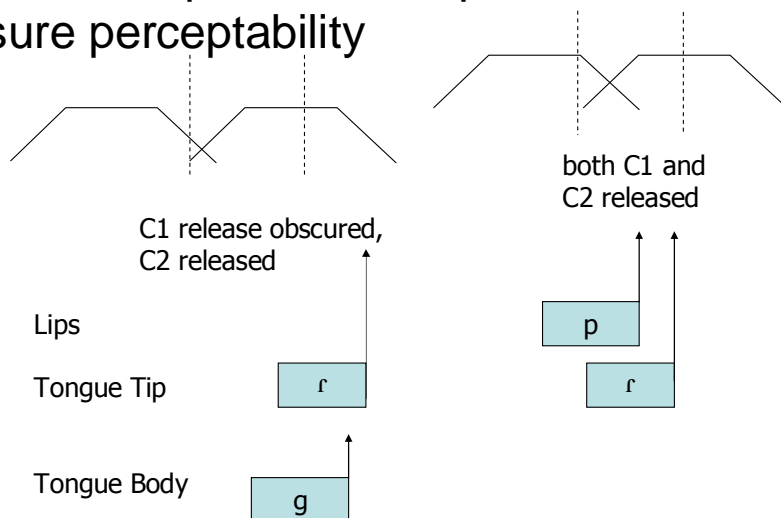 sure perceptability
both C1 and
C2 released
C1 release obscured,
C2 released
Lips
p
Tongue Tip
ɾ
ɾ
Tongue Body
g